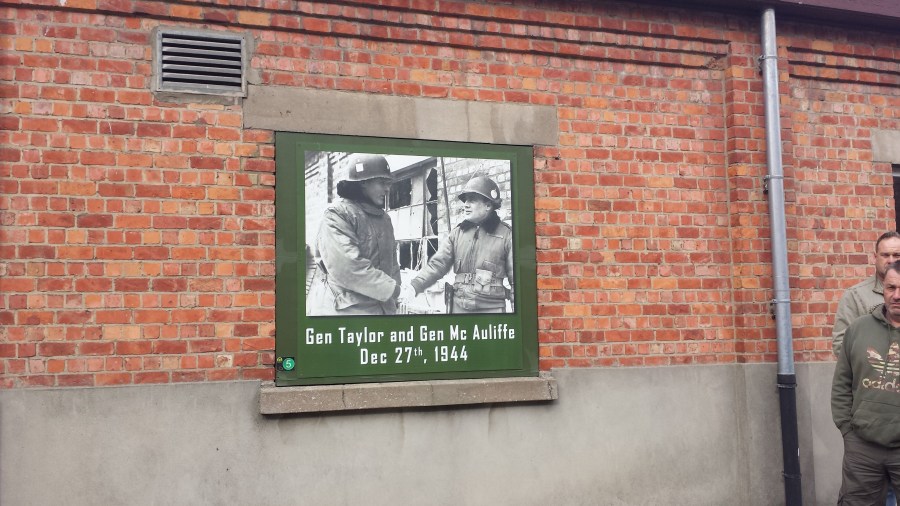 Gen Taylor and Gen Mc Auliffe
Dec 27th, 1944
5
adidas